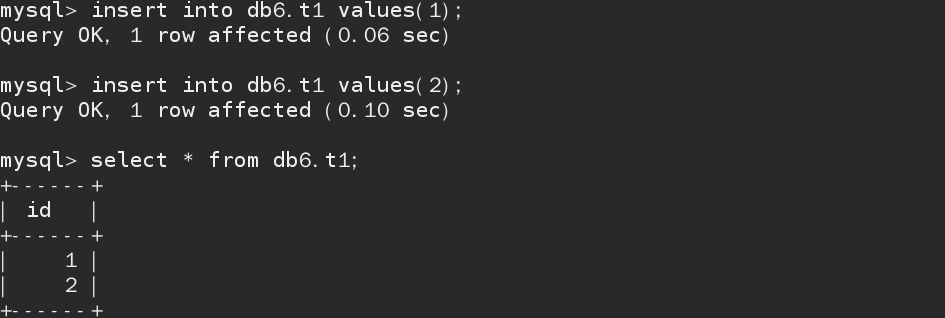 mysql> insert into db6.t1 values(1);
Query OK, 1 row affected (0.06 sec)
mysql> insert into db6.t1 values(2);
Query OK, 1 row affected (0.10 sec)
mysql> select * from db6.t1;
+------+
| id   |
+------+
|    1 |
|    2 |
+------+